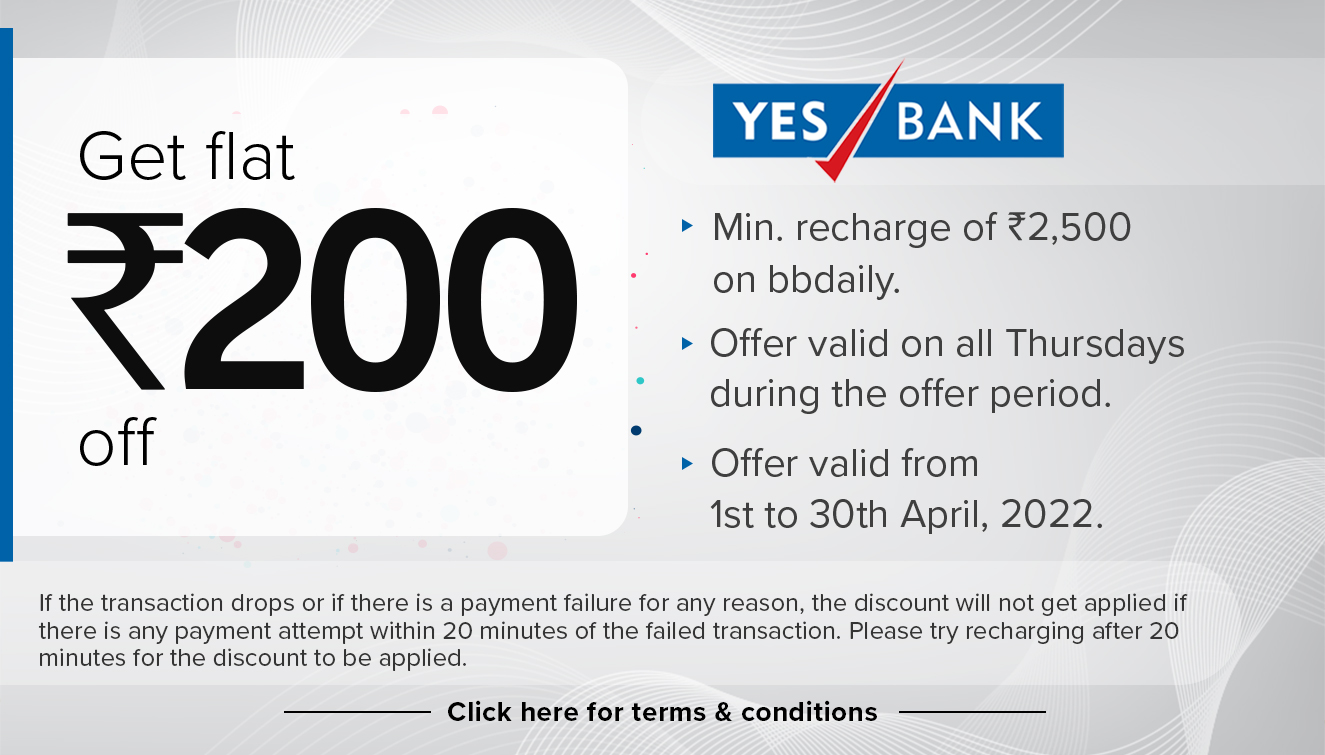 Get flat
₹200
off
YES BANK
Min. recharge of ₹2,500
on bbdaily.
Offer valid on all Thursdays
during the offer period.
Offer valid from
1st to 30th April, 2022.
If the transaction drops or if there is a payment failure for any reason, the discount will not get applied if
there is any payment attempt within 20 minutes of the failed transaction. Please try recharging after 20
minutes for the discount to be applied.
Click here for terms & conditions